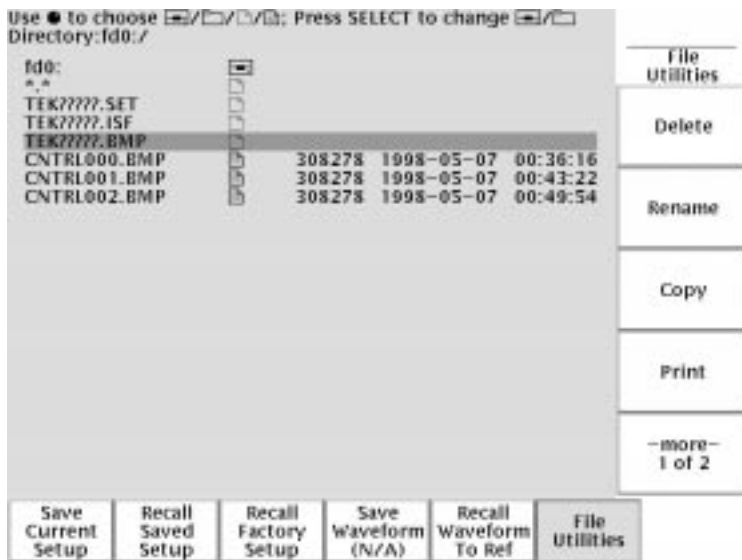 Use ● to choose / / / ; Press SELECT to change /
Directory:fd0:/
fd0:
*.*
TEK?????.SET
TEK?????.ISF
TEK?????.BMP
CNTRL000.BMP 308278 1998-05-07 00:36:16
CNTRL001.BMP 308278 1998-05-07 00:43:22
CNTRL002.BMP 308278 1998-05-07 00:49:54
File
Utilities
Delete
Rename
Copy
Print
-more-
1 of 2
Save
Current
Setup
Recall
Saved
Setup
Recall
Factory
Setup
Save
Waveform
(N/A)
Recall
Waveform
To Ref
File
Utilities